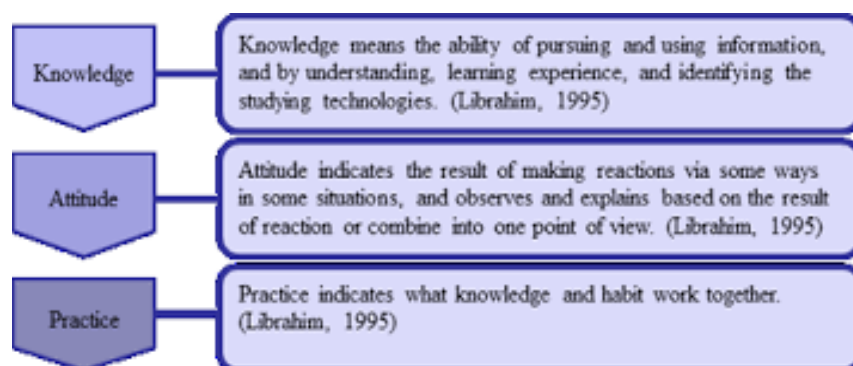 Knowledge
Knowledge means the ability of pursuing and using information,
and by understanding, learning experience, and identifying the
studying technologies. (Librahim, 1995)
Attitude
Attitude indicates the result of making reactions via some ways
in some situations, and observes and explains based on the result
of reaction or combine into one point of view. (Librahim, 1995)
Practice
Practice indicates what knowledge and habit work together.
(Librahim, 1995)